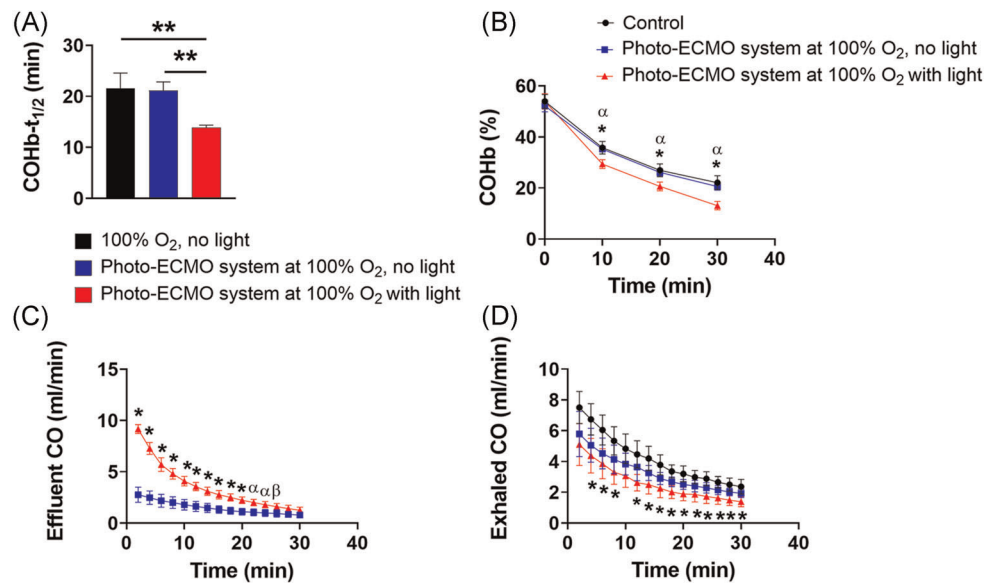 (A)
**
**
COHb-t1/2 (min)
30
20
10
0
100% O2, no light
Photo-ECMO system at 100% O2, no light
Photo-ECMO system at 100% O2 with light
(B)
Control
Photo-ECMO system at 100% O2, no light
Photo-ECMO system at 100% O2 with light
COHb (%)
60
40
20
0
α α α
* * *
0 10 20 30 40
Time (min)
(C)
Effluent CO (ml/min)
15
10
5
0
* * * * * * * * * * α α β
0 10 20 30 40
Time (min)
(D)
Exhaled CO (ml/min)
10
8
6
4
2
0
* * * * * * * * * * * * *
0 10 20 30 40
Time (min)